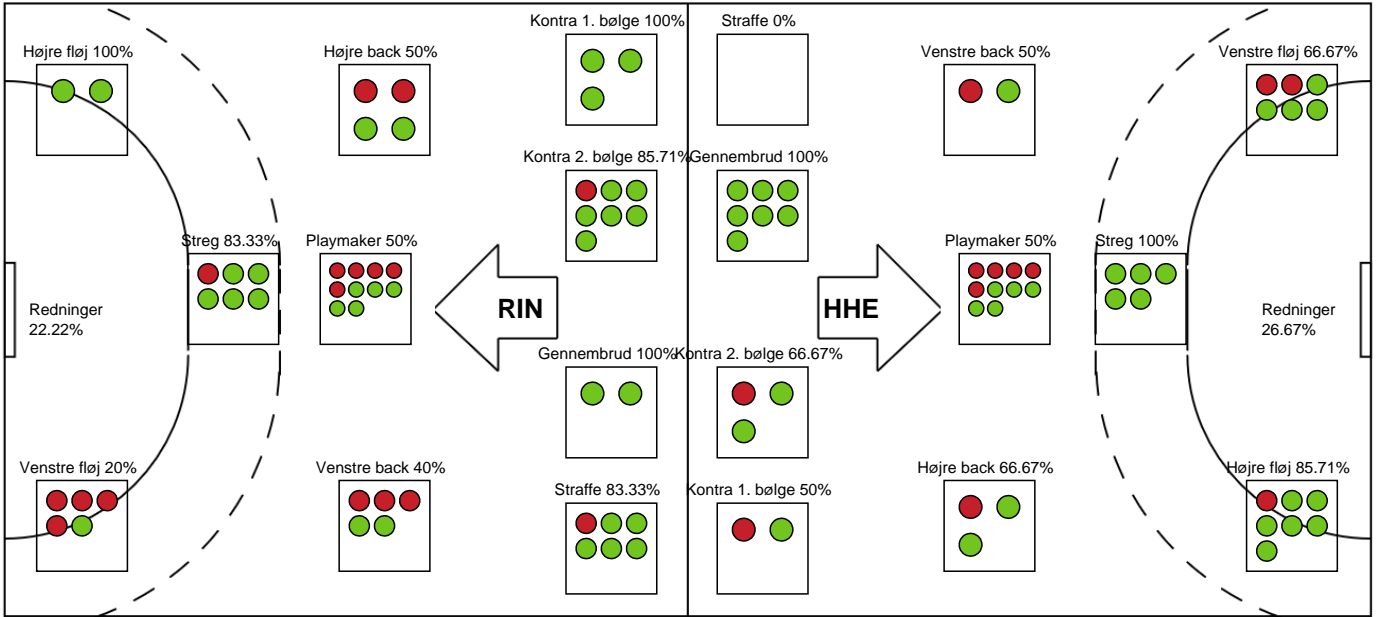 Kontra 1. bølge 100%
Straffe 0%
Højre fløj 100%
Højre back 50%
Venstre back 50%
Venstre fløj 66.67%
Kontra 2. bølge 85.71%
Gennembrud 100%
Streg 83.33%
Playmaker 50%
Playmaker 50%
Streg 100%
Redninger
22.22%
RIN
HHE
Redninger
26.67%
Gennembrud 100%
Kontra 2. bølge 66.67%
Venstre fløj 20%
Venstre back 40%
Højre back 66.67%
Højre fløj 85.71%
Straffe 83.33%
Kontra 1. bølge 50%